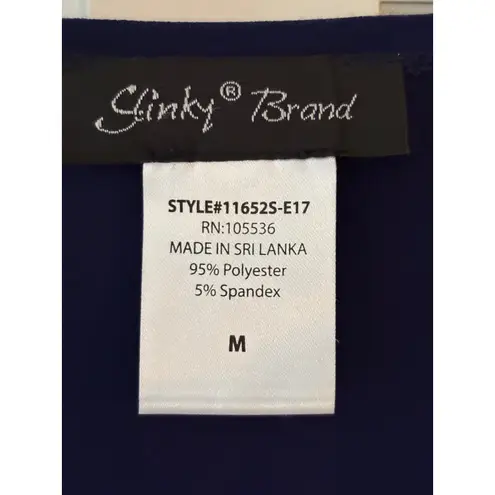 Slinky® Brand
STYLE#11652S-E17
RN:105536
MADE IN SRI LANKA
95% Polyester
5% Spandex
M